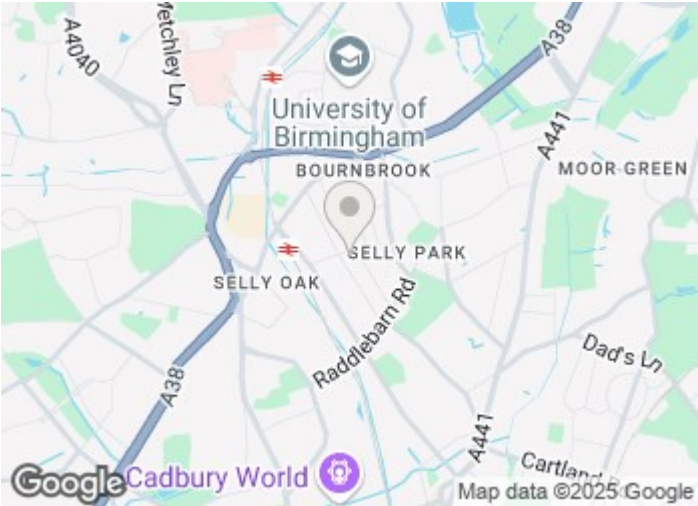 A4040
Metchley Ln
A38
University of
Birmingham
A441
BOURNBROOK
MOOR GREEN
SELLY PARK
SELLY OAK
Raddlebarn Rd
Dad's Ln
A38
A441
Cartland
Cadbury World
Google
Map data ©2025 Google